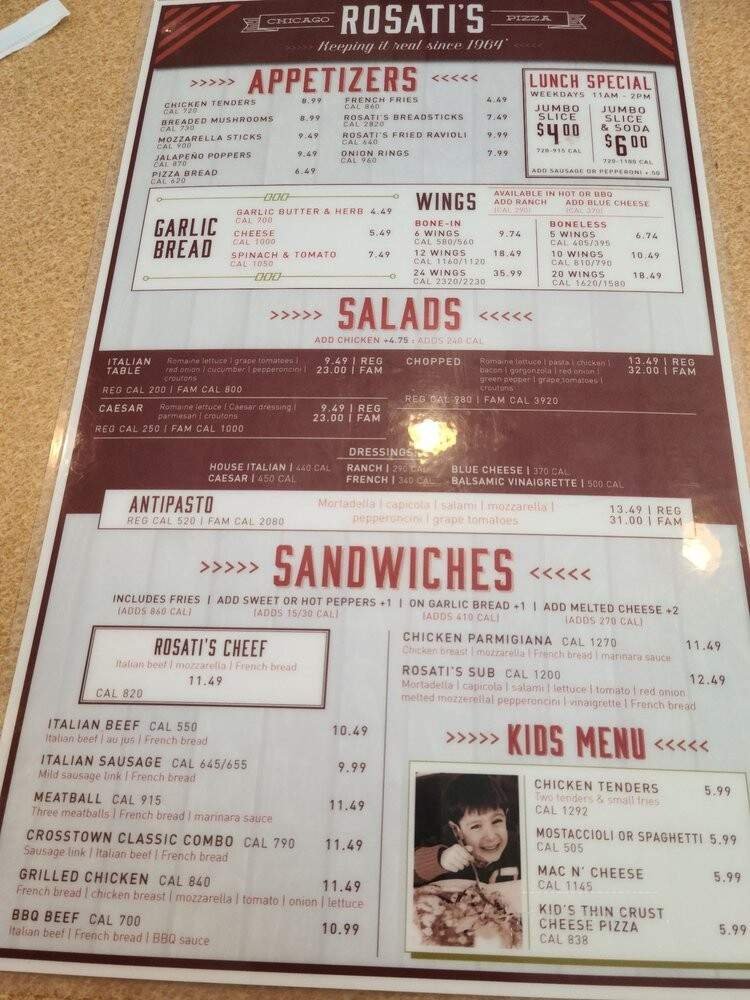 CHICAGO ROSATI'S PIZZA
>>>>> Keeping it real since 1964 <<<<<
>>>>> APPETIZERS <<<<<
CHICKEN TENDERS 8.99
CAL 720
BREADED MUSHROOMS 8.99
CAL 730
MOZZARELLA STICKS 9.49
CAL 900
JALAPENO POPPERS 9.49
CAL 870
PIZZA BREAD 6.49
CAL 620
FRENCH FRIES 4.49
CAL 860
ROSATI'S BREADSTICKS 7.49
CAL 2820
ROSATI'S FRIED RAVIOLI 9.99
CAL 640
ONION RINGS 7.99
CAL 960
LUNCH SPECIAL
WEEKDAYS 11AM - 2PM
JUMBO
SLICE
$4.00
720-915 CAL
JUMBO
SLICE
& SODA
$6.00
720-1180 CAL
ADD SAUSAGE OR PEPPERONI +.50
GARLIC
BREAD
GARLIC BUTTER & HERB 4.49
CAL 700
CHEESE 5.49
CAL 1000
SPINACH & TOMATO 7.49
CAL 1050
WINGS
AVAILABLE IN HOT OR BBQ
ADD RANCH ADD BLUE CHEESE
(CAL 290) (CAL 370)
BONE-IN
6 WINGS 9.74
CAL 580/560
12 WINGS 18.49
CAL 1160/1120
24 WINGS 35.99
CAL 2320/2230
BONELESS
5 WINGS 6.74
CAL 405/395
10 WINGS 10.49
CAL 810/790
20 WINGS 18.49
CAL 1620/1580
>>>>> SALADS <<<<<
ADD CHICKEN +4.75 : ADDS 240 CAL
ITALIAN
TABLE
Romaine lettuce | grape tomatoes |
red onion | cucumber | pepperoncini |
croutons
9.49 | REG
23.00 | FAM
REG CAL 200 | FAM CAL 800
CAESAR
Romaine lettuce | Caesar dressing |
parmesan | croutons
9.49 | REG
23.00 | FAM
REG CAL 250 | FAM CAL 1000
CHOPPED
Romaine lettuce | pasta | chicken |
bacon | gorgonzola | red onion |
green pepper | grape tomatoes |
croutons
13.49 | REG
32.00 | FAM
REG CAL 980 | FAM CAL 3920
DRESSINGS
HOUSE ITALIAN | 440 CAL RANCH | 290 CAL BLUE CHEESE | 370 CAL
CAESAR | 450 CAL FRENCH | 340 CAL BALSAMIC VINAIGRETTE | 500 CAL
ANTIPASTO
REG CAL 520 | FAM CAL 2080
Mortadella | capicola | salami | mozzarella |
pepperoncini | grape tomatoes
13.49 | REG
31.00 | FAM
>>>>> SANDWICHES <<<<<
INCLUDES FRIES | ADD SWEET OR HOT PEPPERS +1 | ON GARLIC BREAD +1 | ADD MELTED CHEESE +2
(ADDS 860 CAL) (ADDS 15/30 CAL) (ADDS 410 CAL) (ADDS 270 CAL)
ROSATI'S CHEEF
Italian beef | mozzarella | French bread
11.49
CAL 820
ITALIAN BEEF CAL 550 10.49
Italian beef | au jus | French bread
ITALIAN SAUSAGE CAL 645/655 9.99
Mild sausage link | French bread
MEATBALL CAL 915 11.49
Three meatballs | French bread | marinara sauce
CROSSTOWN CLASSIC COMBO CAL 790 11.49
Sausage link | Italian beef | French bread
GRILLED CHICKEN CAL 840 11.49
French bread | chicken breast | mozzarella | tomato | onion | lettuce
BBQ BEEF CAL 700 10.99
Italian beef | French bread | BBQ sauce
CHICKEN PARMIGIANA CAL 1270 11.49
Chicken breast | mozzarella | French bread | marinara sauce
ROSATI'S SUB CAL 1200 12.49
Mortadella | capicola | salami | lettuce | tomato | red onion
melted mozzerella| pepperoncini | vinaigrette | French bread
>>>>> KIDS MENU <<<<<
CHICKEN TENDERS 5.99
Two tenders & small fries
CAL 1292
MOSTACCIOLI OR SPAGHETTI 5.99
CAL 505
MAC N' CHEESE 5.99
CAL 1145
KID'S THIN CRUST
CHEESE PIZZA 5.99
CAL 838